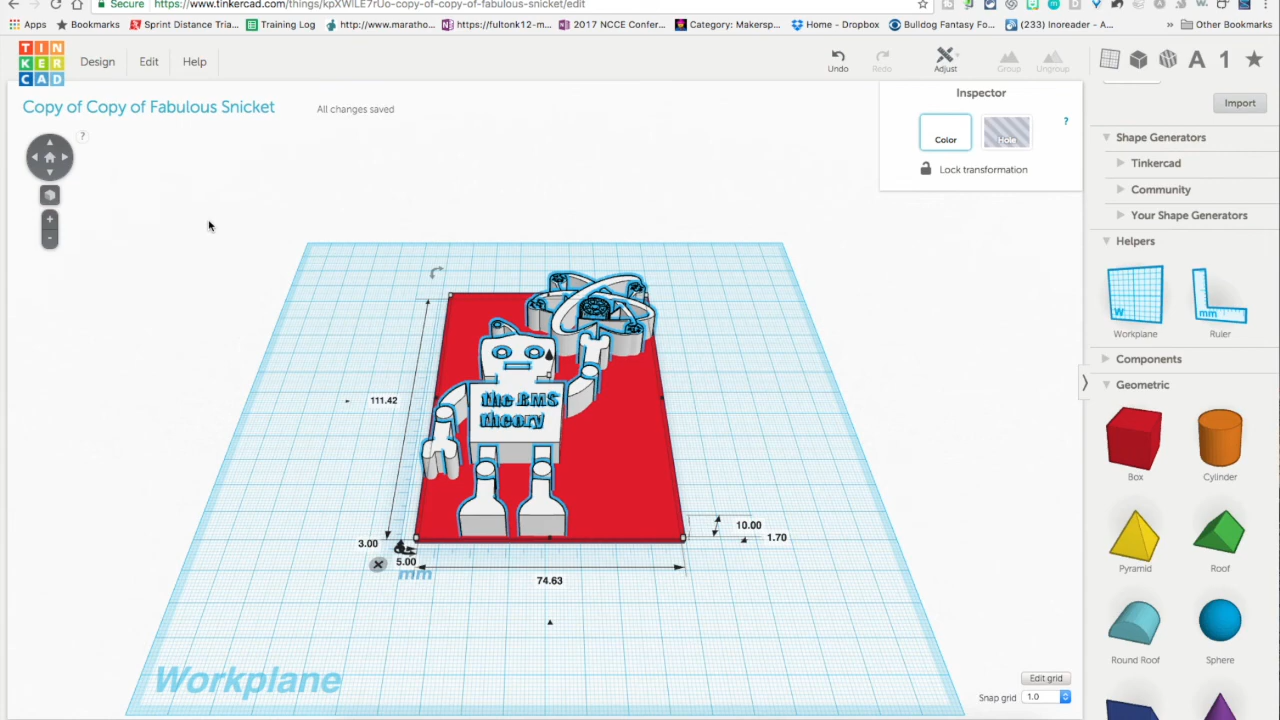 Secure
https://www.tinkercad.com/things/kpXWlLE7rUo-copy-of-copy-of-fabulous-snicket/edit
Apps
Bookmarks
Sprint Distance Tria...
Training Log
http://www.maratho...
https://fultonk12-m...
2017 NCCE Confer...
Category: Makersp...
Home - Dropbox
Bulldog Fantasy Fo...
(233) Inoreader - A...
»
Other Bookmarks
TIN
KER
CAD
Design
Edit
Help
Undo
Redo
Adjust
Group
Ungroup
Copy of Copy of Fabulous Snicket
All changes saved
?
Inspector
Color
Hole
?
Lock transformation
Import
Shape Generators
Tinkercad
Community
Your Shape Generators
Helpers
W
mm
Workplane
Ruler
Components
Geometric
Box
Cylinder
Pyramid
Roof
Round Roof
Sphere
the RMS
theory
111.42
3.00
5.00
mm
74.63
10.00
1.70
Workplane
Edit grid
Snap grid
1.0